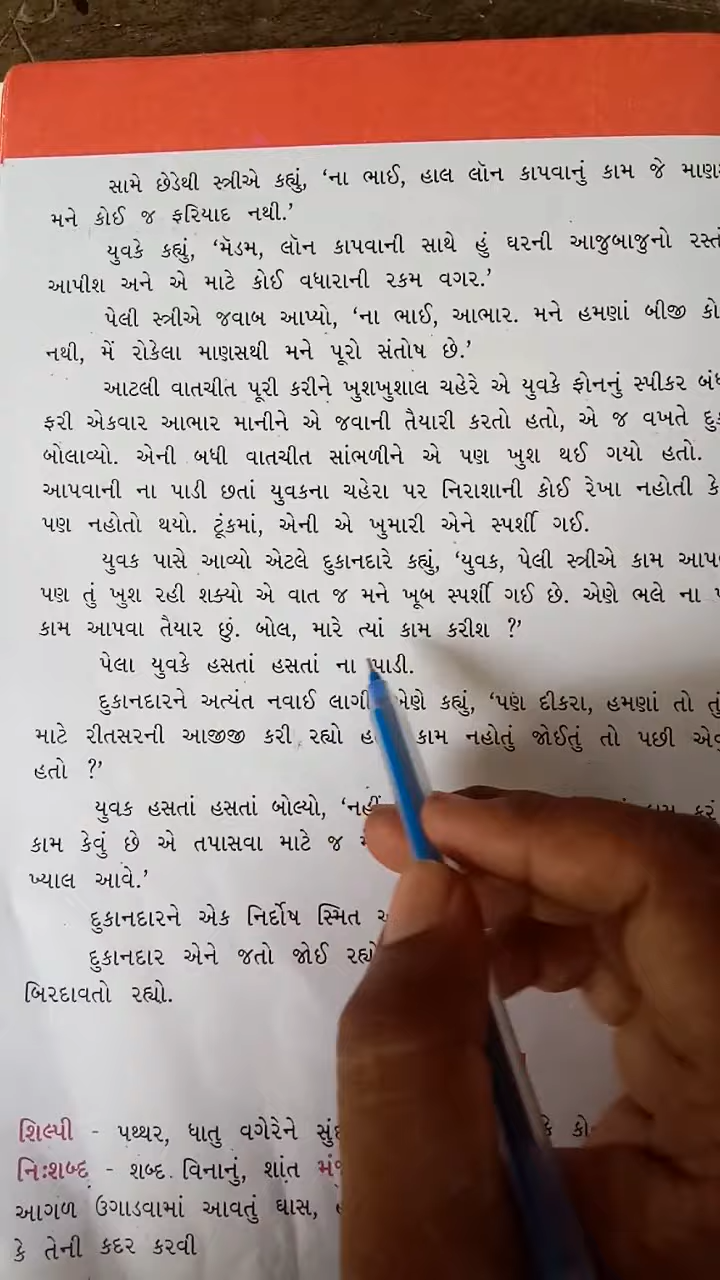 સામે છેડેથી સ્ત્રીએ કહ્યું, ‘ના ભાઈ, હાલ લૉન કાપવાનું કામ જે
મને કોઈ જ ફરિયાદ નથી.’
યુવકે કહ્યું, ‘મૅડમ, લૉન કાપવાની સાથે હું ઘરની આજુબાજુનો
આપીશ અને એ માટે કોઈ વધારાની રકમ વગર.’
પેલી સ્ત્રીએ જવાબ આપ્યો, ‘ના ભાઈ, આભાર. મને હમણાં બીજી
નથી, મેં રોકેલા માણસથી મને પૂરો સંતોષ છે.’
આટલી વાતચીત પૂરી કરીને ખુશખુશાલ ચહેરે એ યુવકે ફોનનું સ્પીકર
ફરી એકવાર આભાર માનીને એ જવાની તૈયારી કરતો હતો, એ જ વખતે
બોલાવ્યો. એની બધી વાતચીત સાંભળીને એ પણ ખુશ થઈ ગયો હતો.
આપવાની ના પાડી છતાં યુવકના ચહેરા પર નિરાશાની કોઈ રેખા નહોતી કે
પણ નહોતો થયો. ટૂંકમાં, એની એ ખુમારી એને સ્પર્શી ગઈ.
યુવક પાસે આવ્યો એટલે દુકાનદારે કહ્યું, ‘યુવક, પેલી સ્ત્રીએ કામ
પણ તું ખુશ રહી શક્યો એ વાત જ મને ખૂબ સ્પર્શી ગઈ છે. એણે ભલે ના
કામ આપવા તૈયાર છું. બોલ, મારે ત્યાં કામ કરીશ ?’
પેલા યુવકે હસતાં હસતાં ના પાડી.
દુકાનદારને અત્યંત નવાઈ લાગી એણે કહ્યું, ‘પણ દીકરા, હમણાં તો તું
માટે રીતસરની આજીજી કરી રહ્યો કામ નહોતું જોઈતું તો પછી
હતો ?’
યુવક હસતાં હસતાં બોલ્યો,
કામ કેવું છે એ તપાસવા માટે જ
ખ્યાલ આવે.’
દુકાનદારને એક નિર્દોષ સ્મિત
દુકાનદાર એને જતો જોઈ રહ્યો
બિરદાવતો રહ્યો.
શિલ્પી - પથ્થર, ધાતુ વગેરેને
નિઃશબ્દ - શબ્દ વિનાનું, શાંત
આગળ ઉગાડવામાં આવતું ઘાસ,
કે તેની કદર કરવી